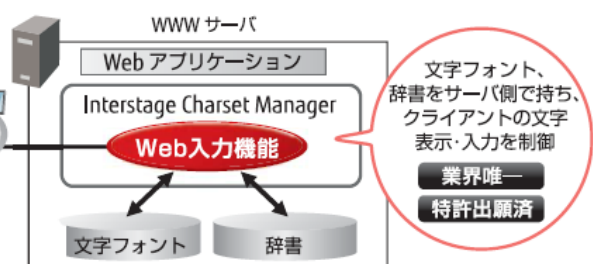 WWW サーバ
Web アプリケーション
Interstage Charset Manager
Web入力機能
文字フォント
辞書
文字フォント、
辞書をサーバ側で持ち、
クライアントの文字
表示・入力を制御
業界唯一
特許出願済